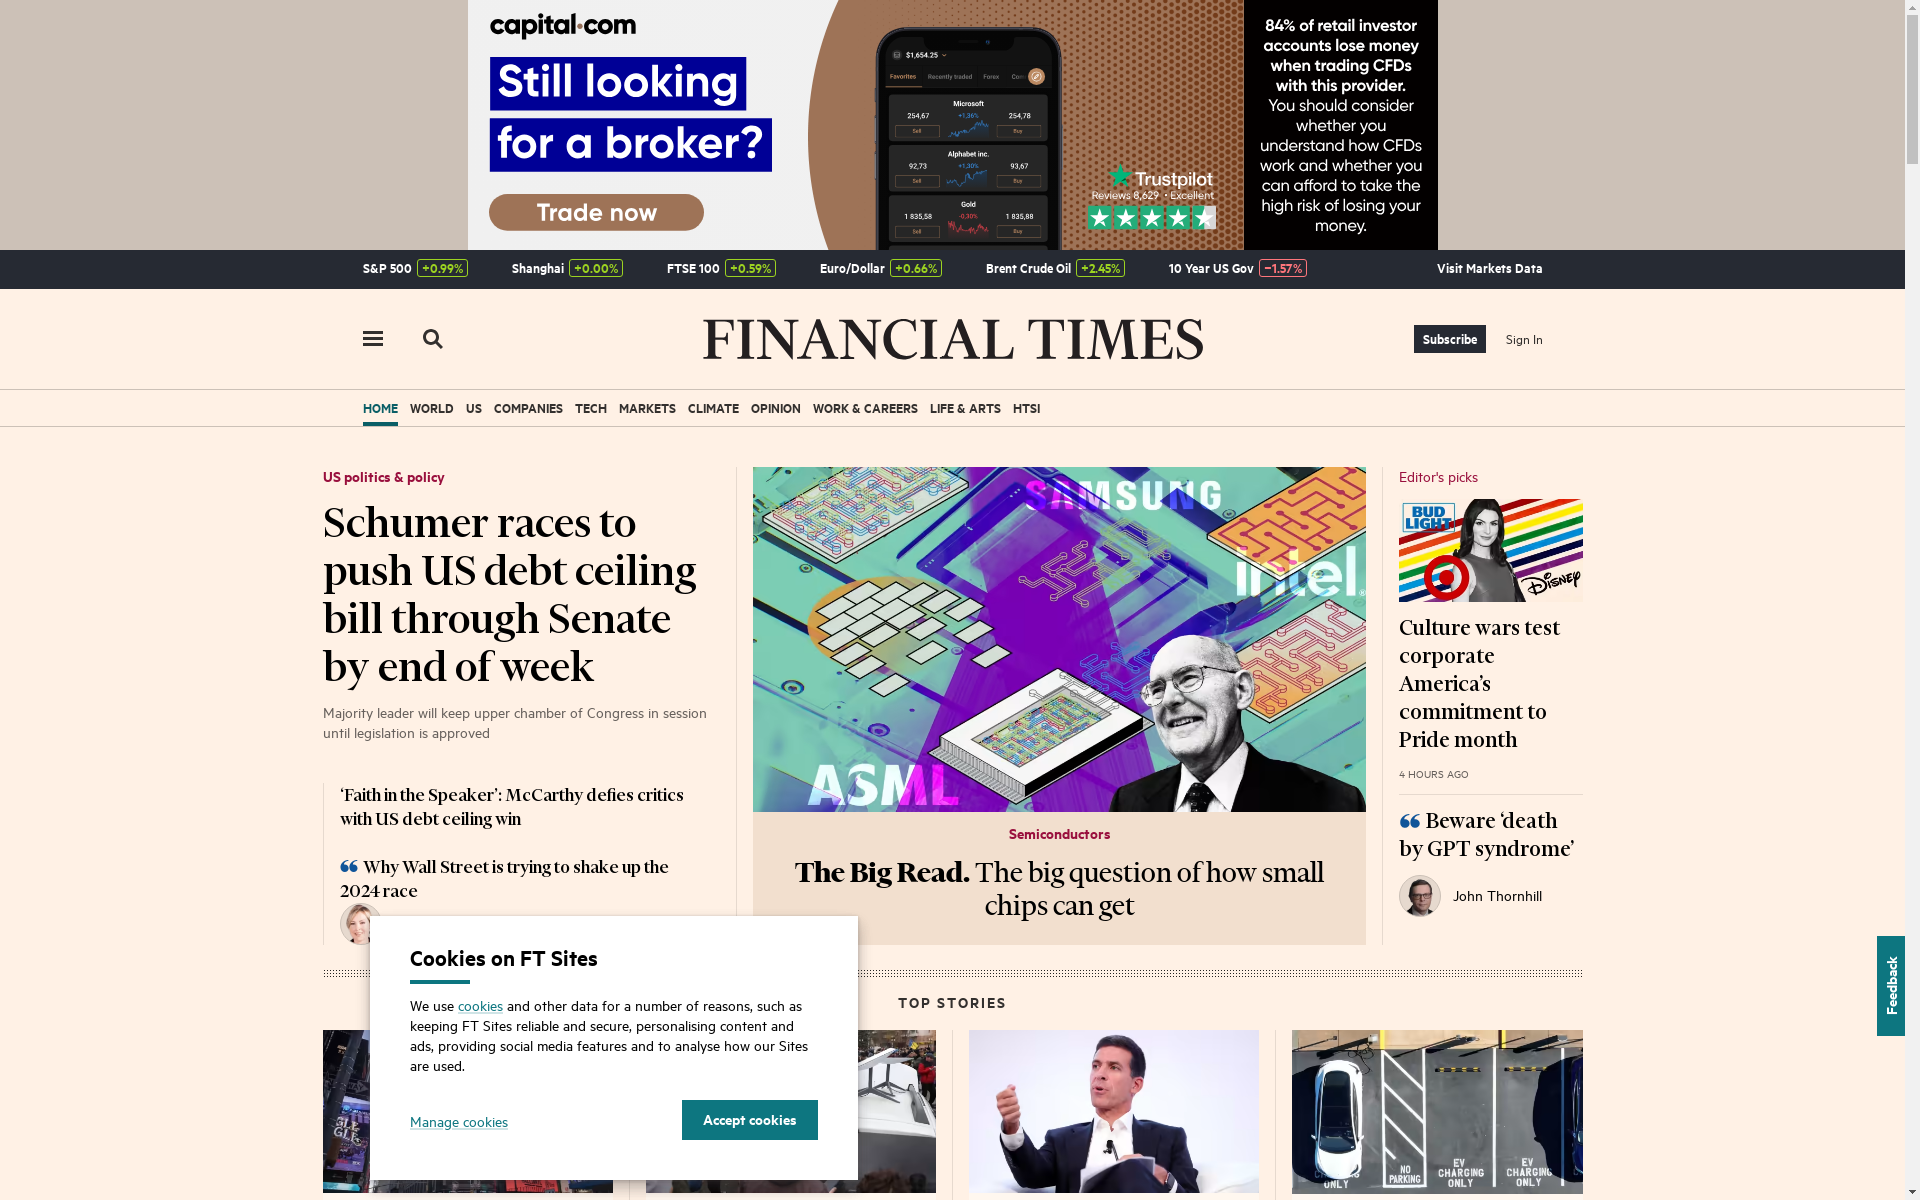 capital.com
Still looking
for a broker?
Trade now
$1,654.25
Favorites Recently traded Forex
Microsoft
254,67 +1,36% 254,78
Sell Buy
Alphabet inc.
92,73 +1,30% 93,67
Sell Buy
Gold
1 835,58 -0,30% 1 835,88
Sell Buy
Trustpilot
Reviews 8,629 • Excellent
84% of retail investor
accounts lose money
when trading CFDs
with this provider.
You should consider
whether you
understand how CFDs
work and whether you
can afford to take the
high risk of losing your
money.
S&P 500 +0.99% Shanghai +0.00% FTSE 100 +0.59% Euro/Dollar +0.66% Brent Crude Oil +2.45% 10 Year US Gov −1.57% Visit Markets Data
FINANCIAL TIMES
Subscribe Sign In
HOME WORLD US COMPANIES TECH MARKETS CLIMATE OPINION WORK & CAREERS LIFE & ARTS HTSI
US politics & policy
Schumer races to
push US debt ceiling
bill through Senate
by end of week
Majority leader will keep upper chamber of Congress in session
until legislation is approved
‘Faith in the Speaker’: McCarthy defies critics
with US debt ceiling win
Why Wall Street is trying to shake up the
2024 race
SAMSUNG
intel.
ASML
Semiconductors
The Big Read. The big question of how small
chips can get
Editor's picks
BUD
LIGHT
Disney
Culture wars test
corporate
America’s
commitment to
Pride month
4 HOURS AGO
Beware ‘death
by GPT syndrome’
John Thornhill
Feedback
Cookies on FT Sites
We use cookies and other data for a number of reasons, such as
keeping FT Sites reliable and secure, personalising content and
ads, providing social media features and to analyse how our Sites
are used.
Manage cookies
Accept cookies
TOP STORIES
NO
PARKING
EV
CHARGING
ONLY
EV
CHARGING
ONLY
ONLY